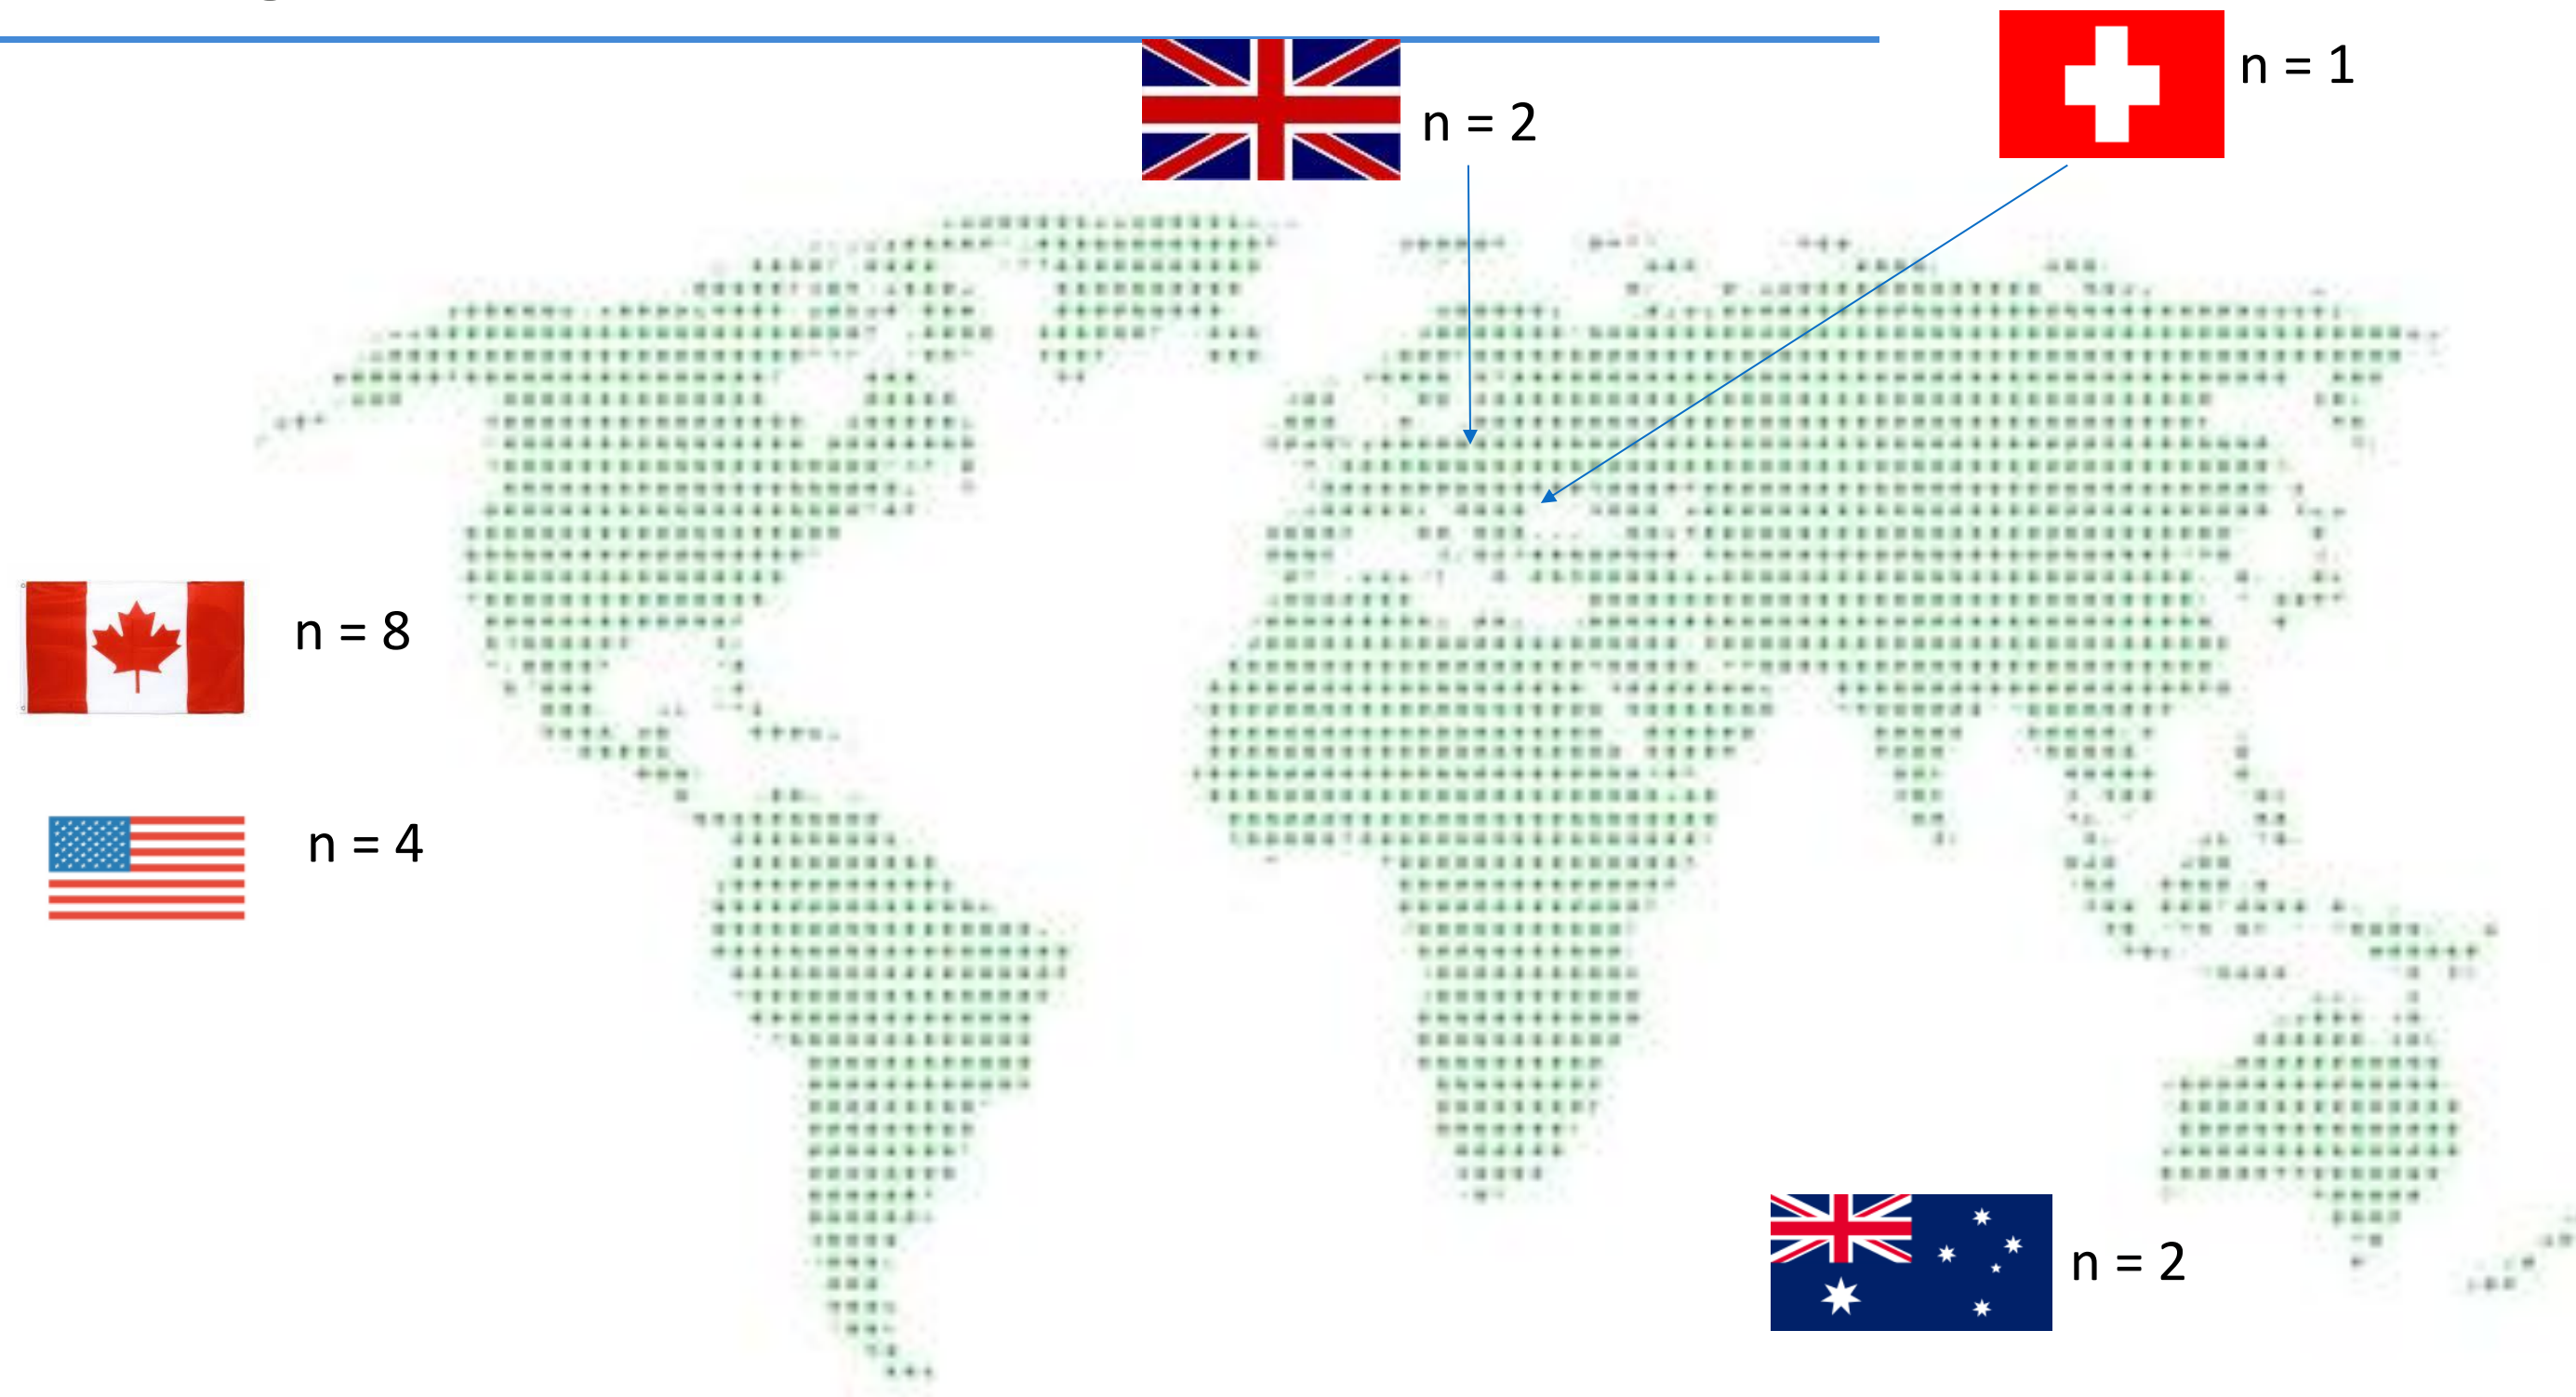 n = 1
n = 2
n = 8
n = 4
n = 2